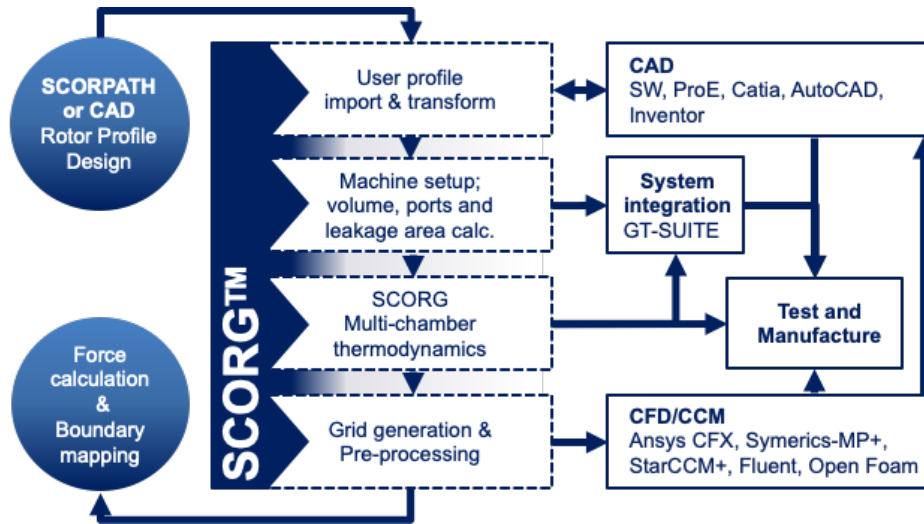 SCORPATH
or CAD
Rotor Profile
Design
Force
calculation
&
Boundary
mapping
SCORG™
User profile
import & transform
Machine setup;
volume, ports and
leakage area calc.
SCORG
Multi-chamber
thermodynamics
Grid generation &
Pre-processing
CAD
SW, ProE, Catia, AutoCAD,
Inventor
System
integration
GT-SUITE
Test and
Manufacture
CFD/CCM
Ansys CFX, Symerics-MP+,
StarCCM+, Fluent, Open Foam